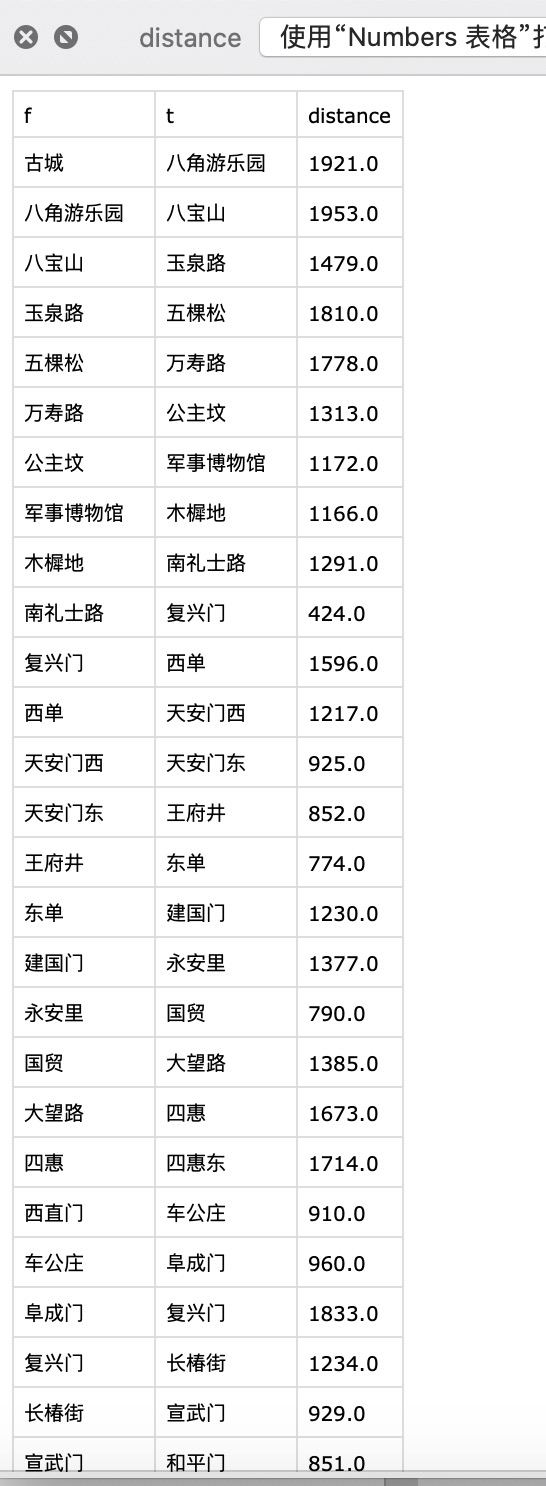 distance 使用“Numbers 表格”打
f t distance
古城 八角游乐园 1921.0
八角游乐园 八宝山 1953.0
八宝山 玉泉路 1479.0
玉泉路 五棵松 1810.0
五棵松 万寿路 1778.0
万寿路 公主坟 1313.0
公主坟 军事博物馆 1172.0
军事博物馆 木樨地 1166.0
木樨地 南礼士路 1291.0
南礼士路 复兴门 424.0
复兴门 西单 1596.0
西单 天安门西 1217.0
天安门西 天安门东 925.0
天安门东 王府井 852.0
王府井 东单 774.0
东单 建国门 1230.0
建国门 永安里 1377.0
永安里 国贸 790.0
国贸 大望路 1385.0
大望路 四惠 1673.0
四惠 四惠东 1714.0
西直门 车公庄 910.0
车公庄 阜成门 960.0
阜成门 复兴门 1833.0
复兴门 长椿街 1234.0
长椿街 宣武门 929.0
宣武门 和平门 851.0